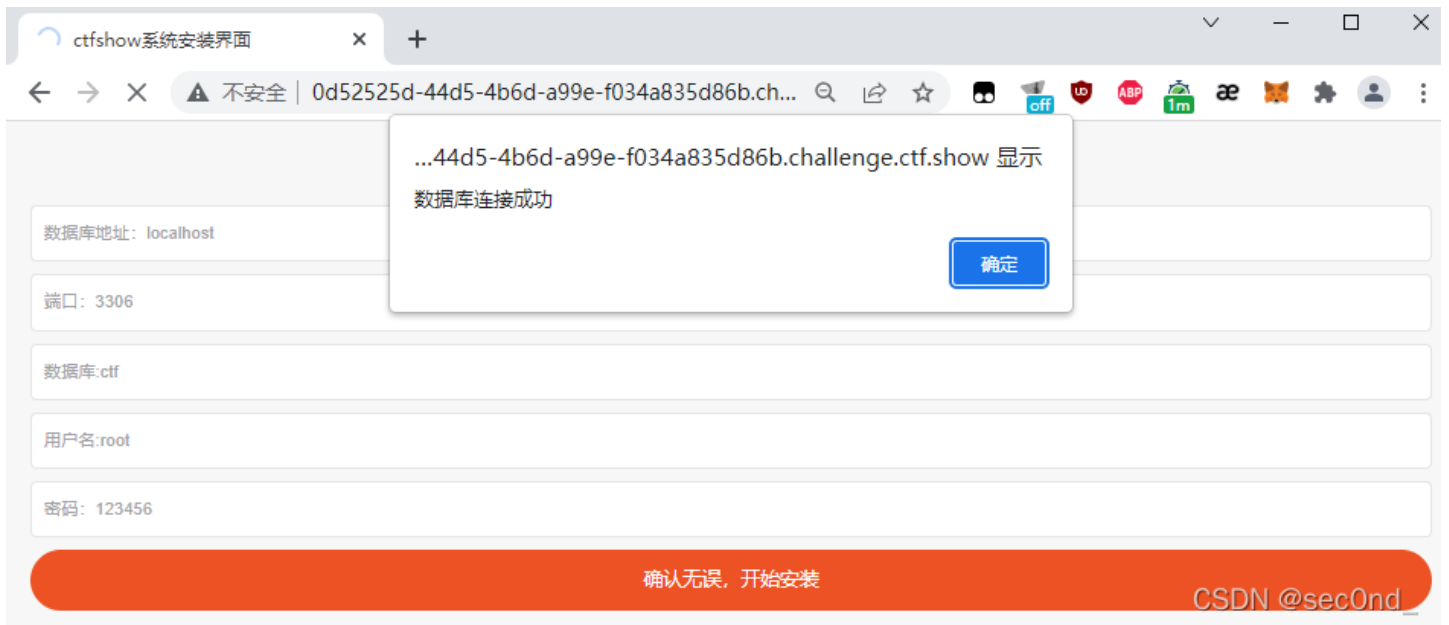 ctfshow系统安装界面
不安全 0d52525d-44d5-4b6d-a99e-f034a835d86b.ch...
off
ABP
1m
æ
...44d5-4b6d-a99e-f034a835d86b.challenge.ctf.show 显示
数据库连接成功
确定
数据库地址：localhost
端口：3306
数据库:ctf
用户名:root
密码：123456
确认无误，开始安装
CSDN @sec0nd_